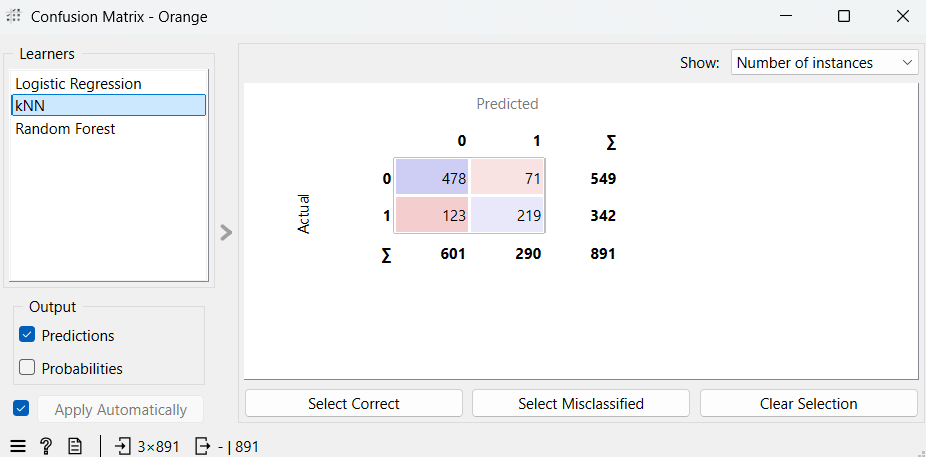 Confusion Matrix - Orange
Learners
Logistic Regression
kNN
Random Forest
Output
Predictions
Probabilities
Apply Automatically
Show: Number of instances
Predicted
0 1 ∑
Actual
0 478 71 549
1 123 219 342
∑ 601 290 891
Select Correct Select Misclassified Clear Selection
? 3×891 - | 891